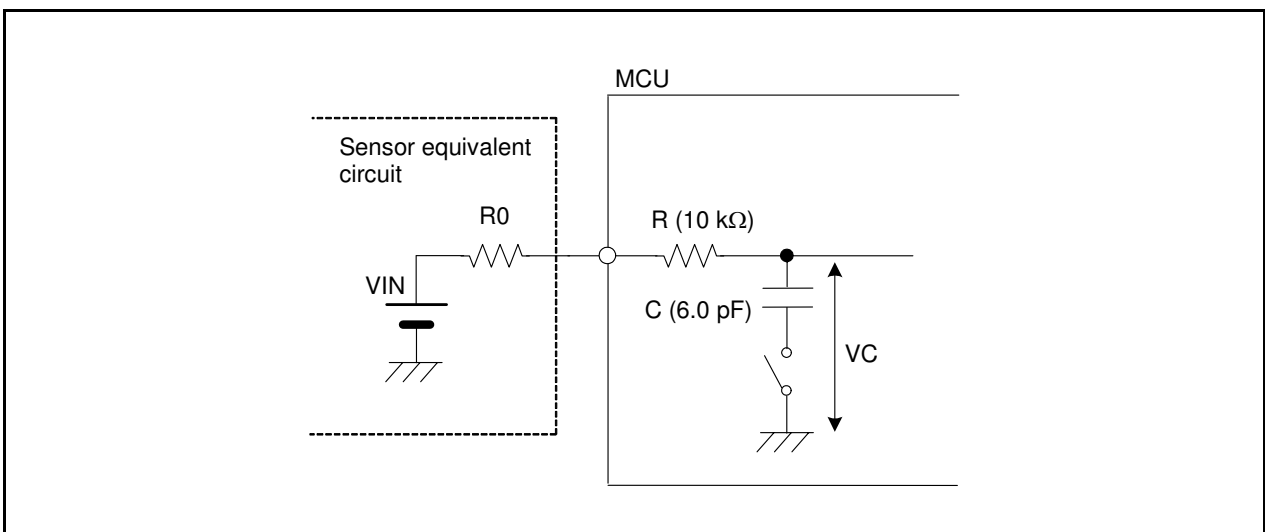 MCU
Sensor equivalent
circuit
R0
R (10 kΩ)
VIN
C (6.0 pF)
VC